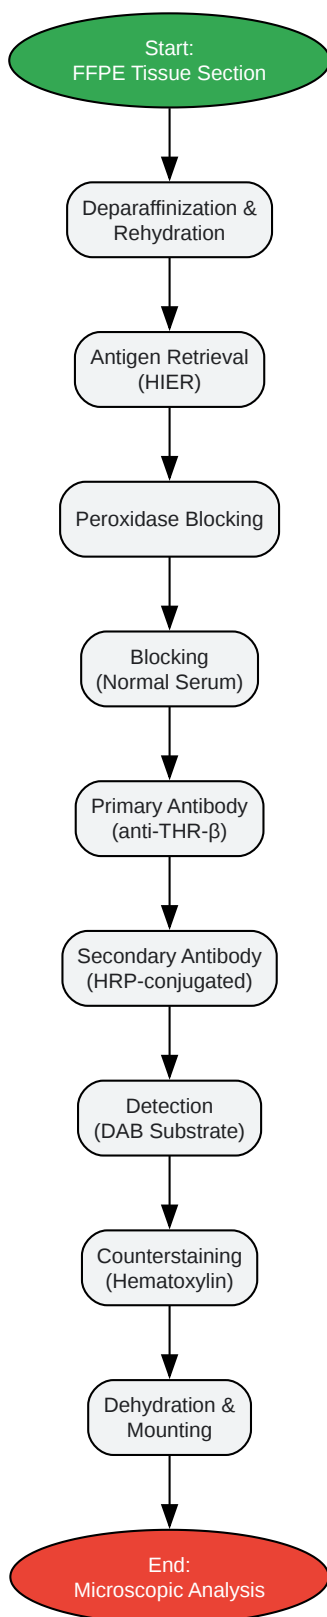 Start:
FFPE Tissue Section
Deparaffinization &
Rehydration
Antigen Retrieval
(HIER)
Peroxidase Blocking
Blocking
(Normal Serum)
Primary Antibody
(anti-THR-β)
Secondary Antibody
(HRP-conjugated)
Detection
(DAB Substrate)
Counterstaining
(Hematoxylin)
Dehydration &
Mounting
End:
Microscopic Analysis